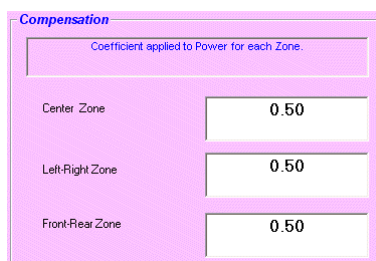 Compensation
Coefficient applied to Power for each Zone.
Center Zone 0.50
Left-Right Zone 0.50
Front-Rear Zone 0.50